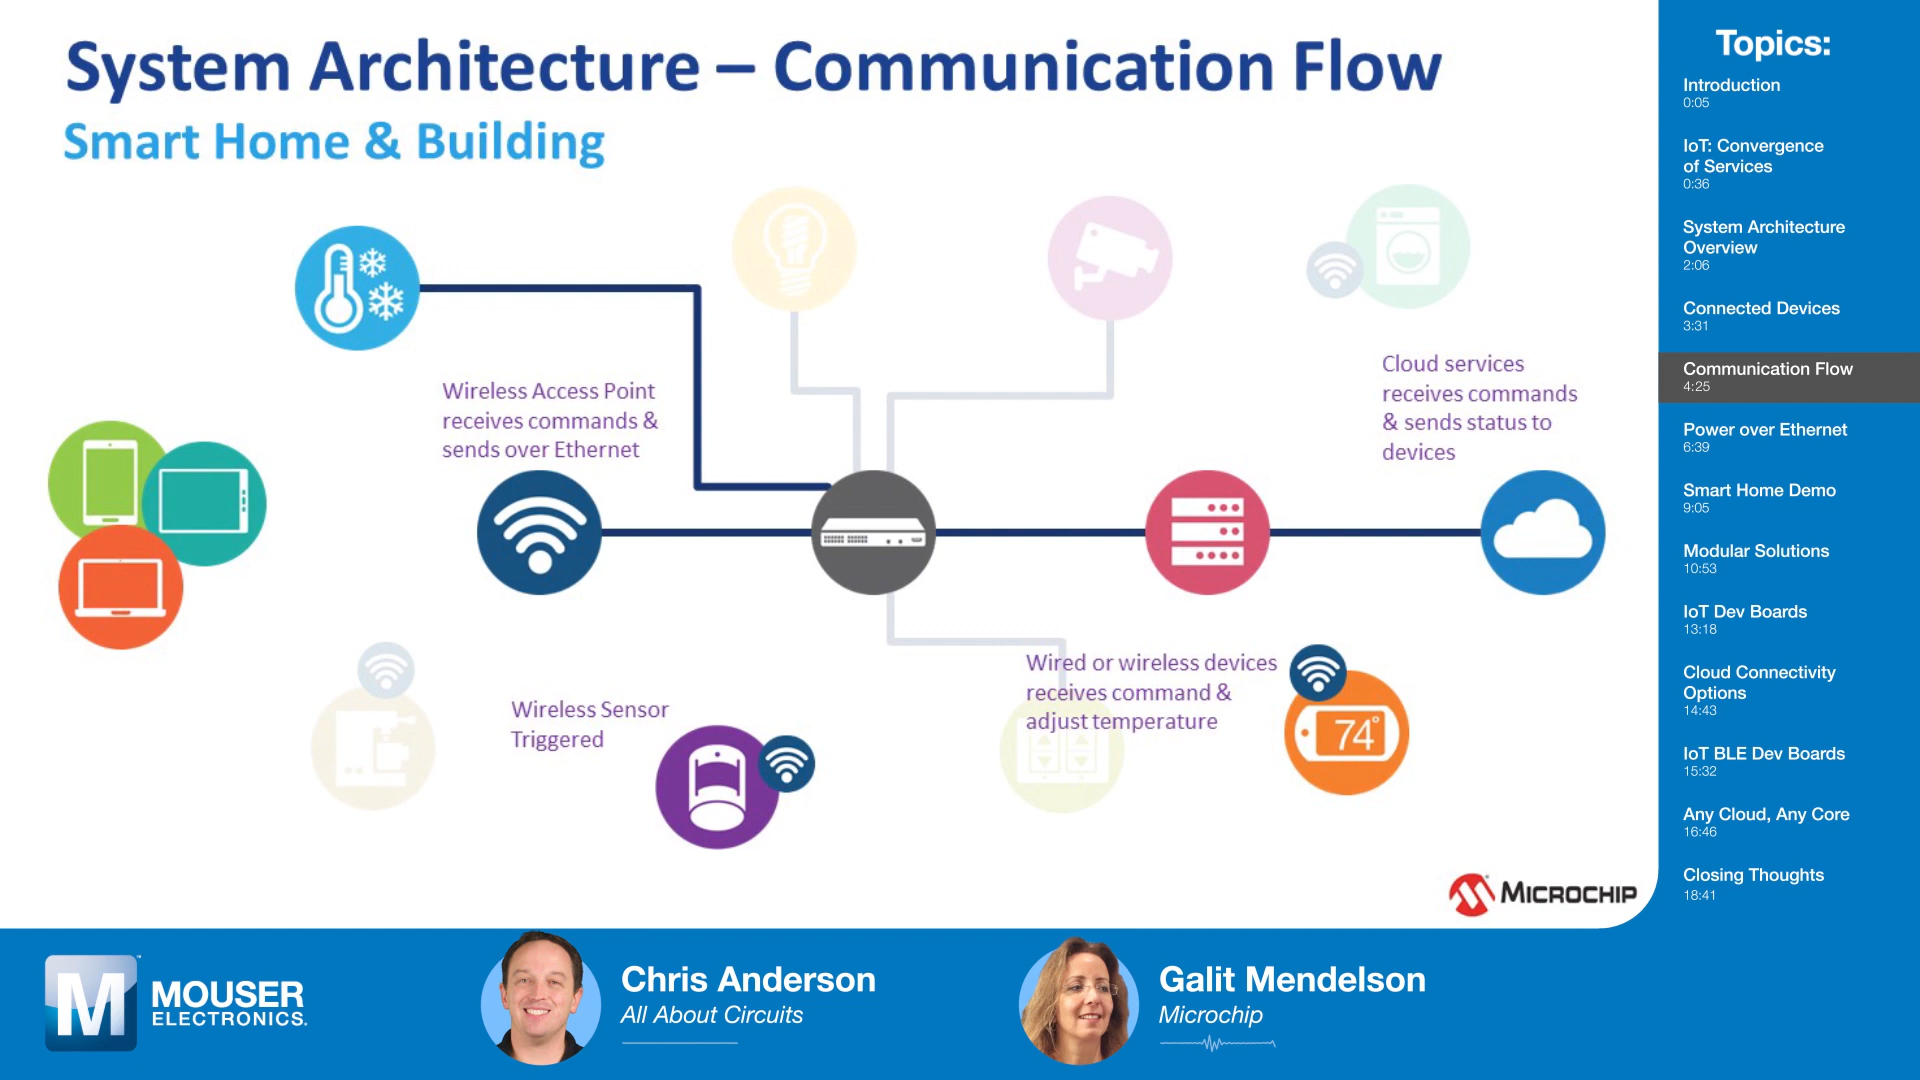 System Architecture – Communication Flow
Smart Home & Building
Wireless Access Point
receives commands &
sends over Ethernet
Cloud services
receives commands
& sends status to
devices
Wireless Sensor
Triggered
Wired or wireless devices
receives command &
adjust temperature
74°
MICROCHIP
Topics:
Introduction
0:05
IoT: Convergence
of Services
0:36
System Architecture
Overview
2:06
Connected Devices
3:31
Communication Flow
4:25
Power over Ethernet
6:39
Smart Home Demo
9:05
Modular Solutions
10:53
IoT Dev Boards
13:18
Cloud Connectivity
Options
14:43
IoT BLE Dev Boards
15:32
Any Cloud, Any Core
16:46
Closing Thoughts
18:41
M
MOUSER
ELECTRONICS.
Chris Anderson
All About Circuits
Galit Mendelson
Microchip